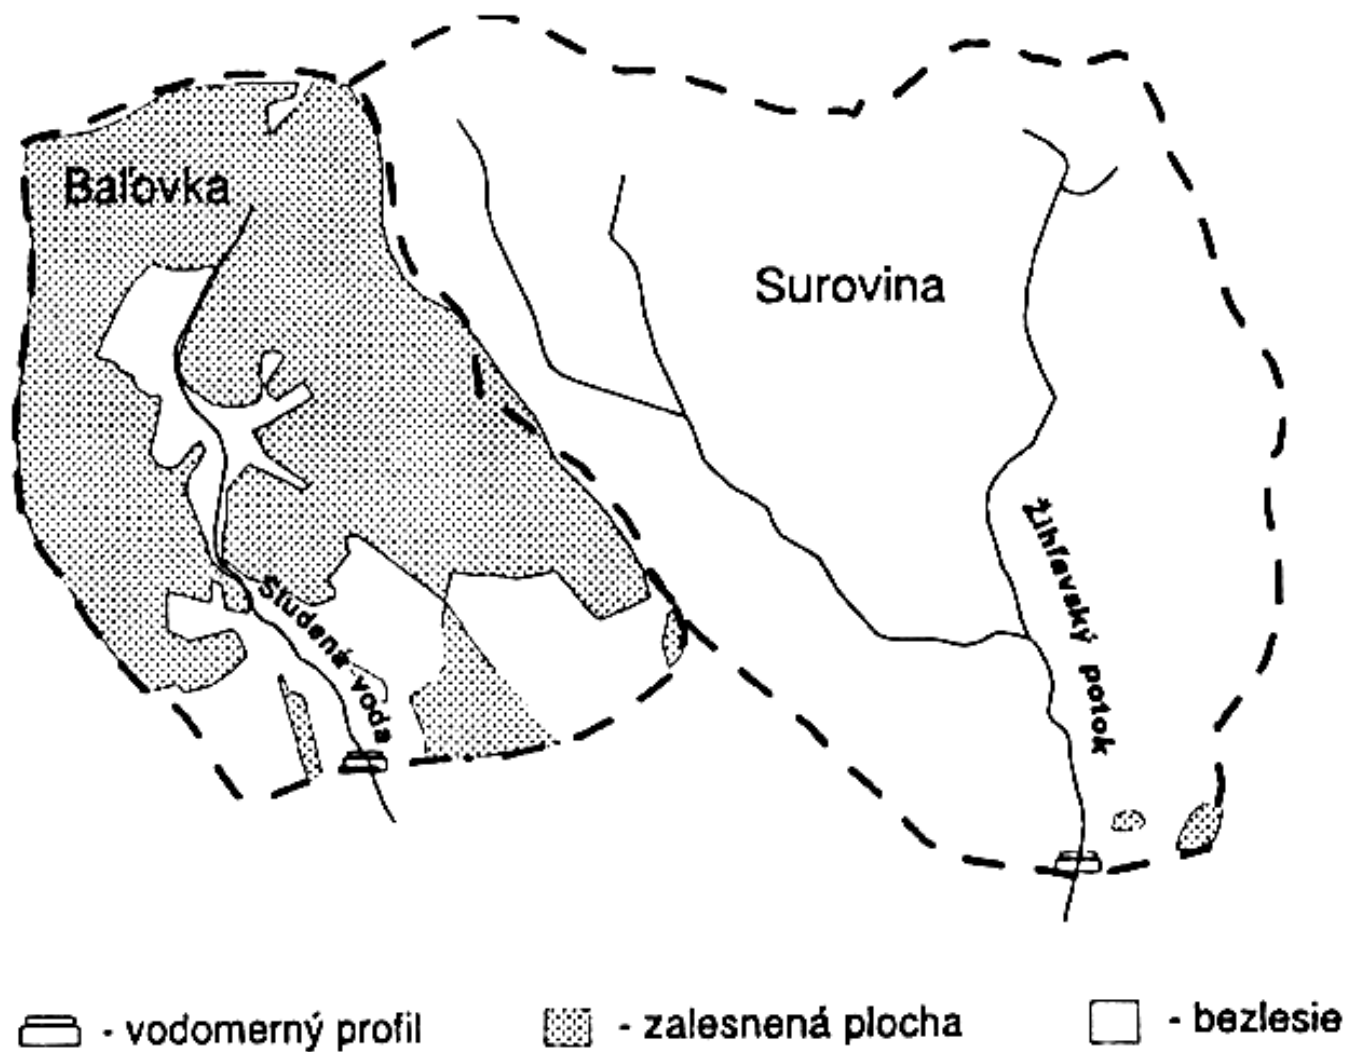 Baľovka
Surovina
Studená voda
Žihľavský potok
- vodomerný profil
- zalesnená plocha
- bezlesie